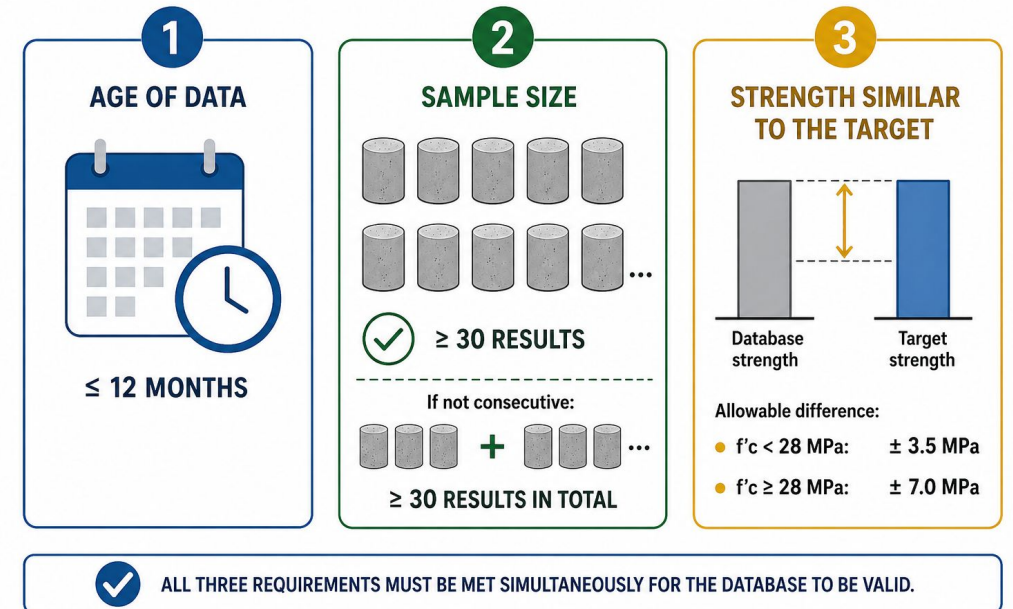 1
AGE OF DATA
≤ 12 MONTHS
2
SAMPLE SIZE
...
≥ 30 RESULTS
If not consecutive:
+
...
≥ 30 RESULTS IN TOTAL
3
STRENGTH SIMILAR
TO THE TARGET
Database
strength
Target
strength
Allowable difference:
• f'c < 28 MPa: ± 3.5 MPa
• f'c ≥ 28 MPa: ± 7.0 MPa
ALL THREE REQUIREMENTS MUST BE MET SIMULTANEOUSLY FOR THE DATABASE TO BE VALID.